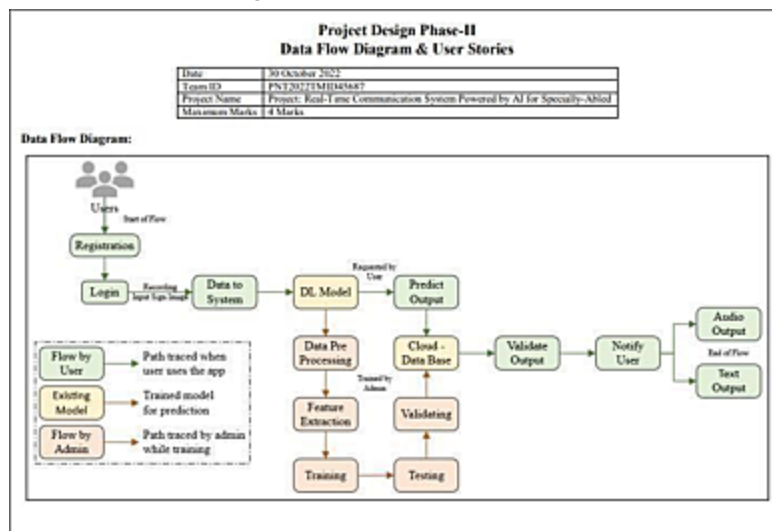 Project Design Phase-II
Data Flow Diagram & User Stories
Date 30 October 2022
Team ID PNT2022TMID45687
Project Name Project: Real-Time Communication System Powered by AI for Specially-Abled
Maximum Marks 4 Marks
Data Flow Diagram:
Users
Start of Flow
Registration
Login
Recording
Input Sign Image
Data to
System
DL Model
Requested by
User
Predict
Output
Data Pre
Processing
Cloud -
Data Base
Validate
Output
Notify
User
Audio
Output
End of Flow
Text
Output
Trained by
Admin
Feature
Extraction
Validating
Training
Testing
Flow by
User
Path traced when
user uses the app
Existing
Model
Trained model
for prediction
Flow by
Admin
Path traced by admin
while training